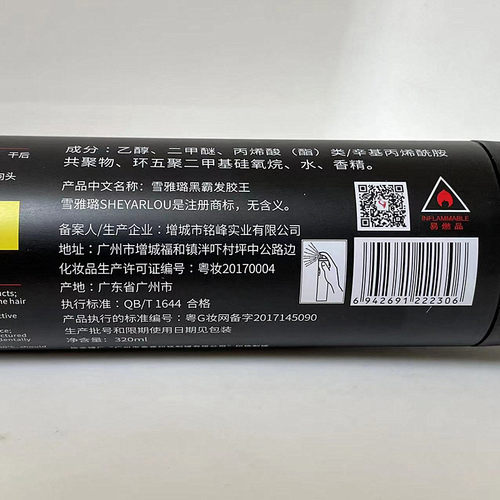 成分：乙醇、二甲醚、丙烯酸（酯）类/辛基丙烯酰胺
共聚物、环五聚二甲基硅氧烷、水、香精。
产品中文名称：雪雅璐黑霸发胶王
雪雅璐SHEYARLOU是注册商标，无含义。
备案人/生产企业：增城市铭峰实业有限公司
地址：广州市增城福和镇泮吓村坪中公路边
化妆品生产许可证编号：粤妆20170004
产地：广东省广州市
执行标准：QB/T 1644 合格
产品执行的标准编号：粤G妆网备字2017145090
生产批号和限期使用日期见包装
净含量：320ml
INFLAMMABLE
易燃品
6942691222306
干后